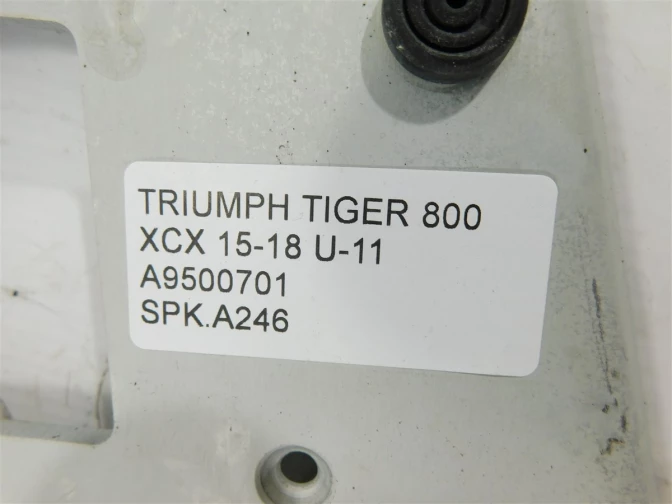 TRIUMPH TIGER 800
XCX 15-18 U-11
A9500701
SPK.A246